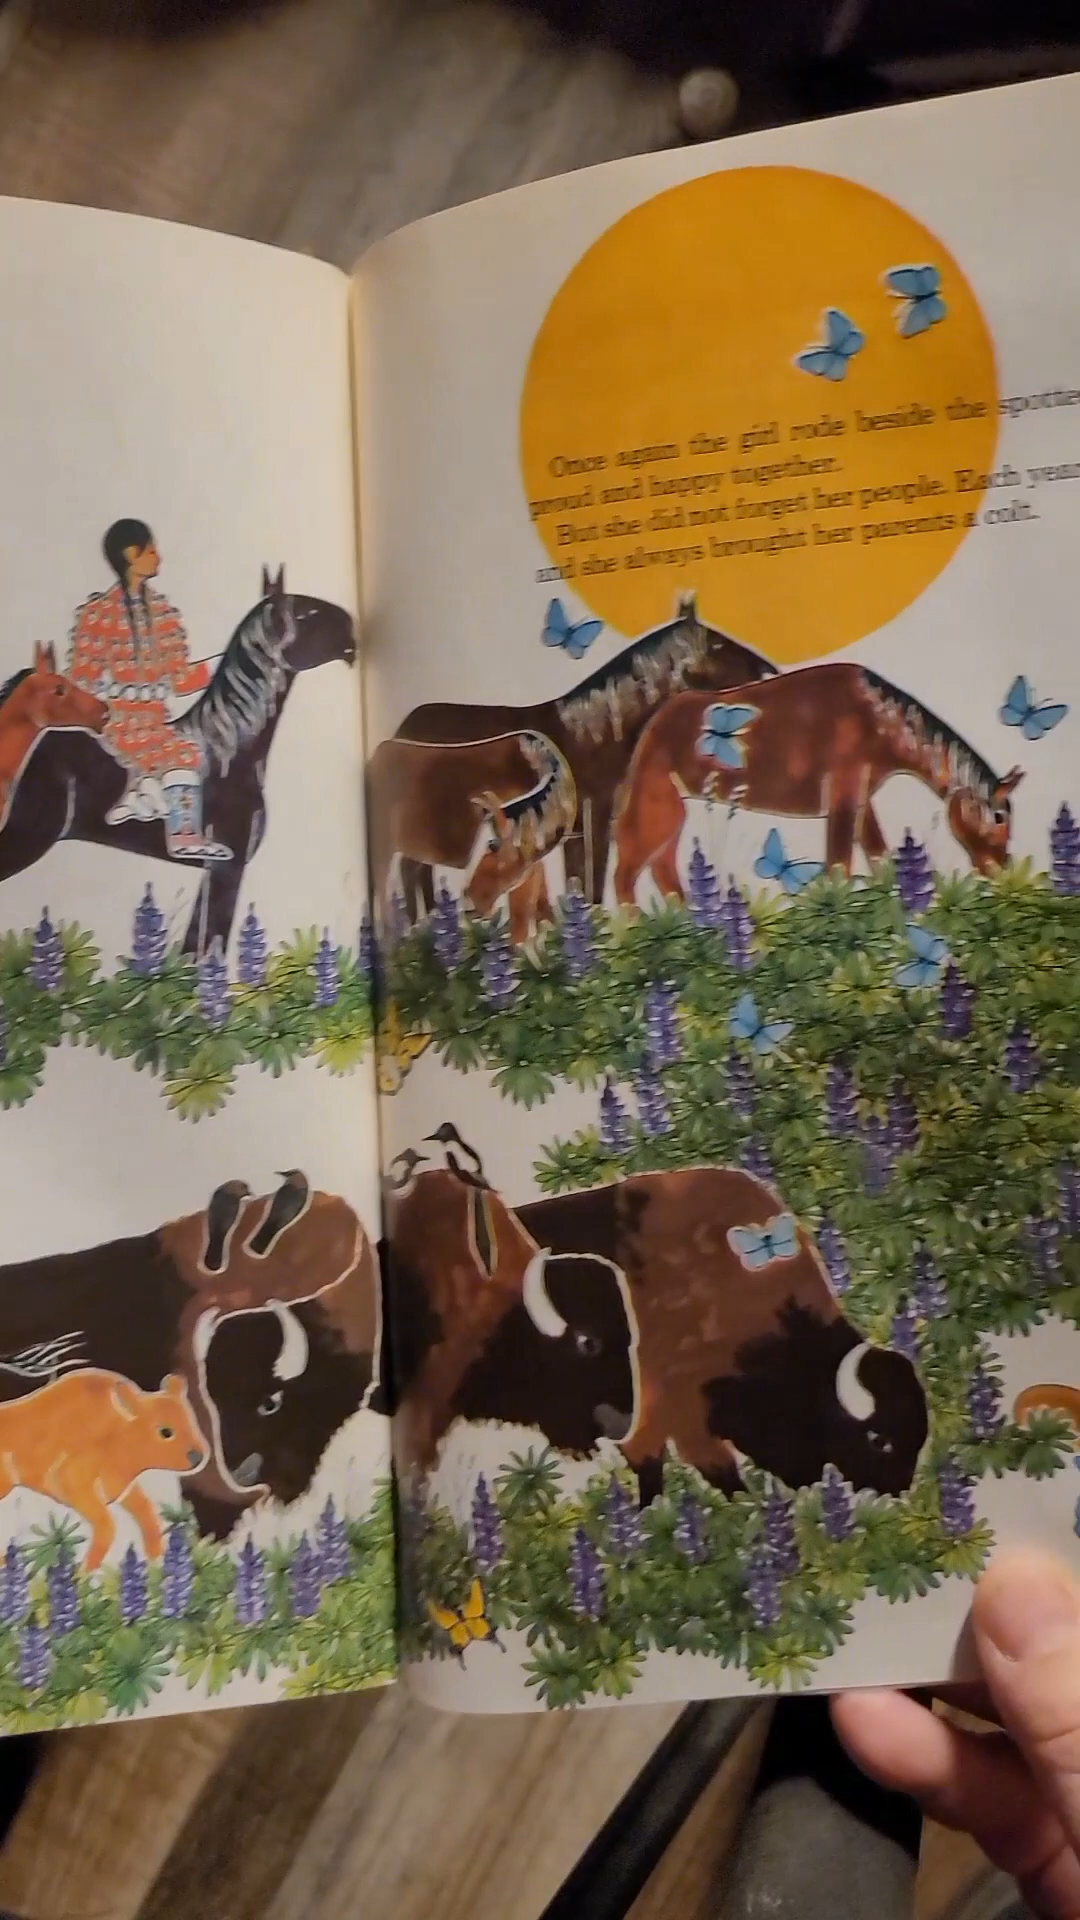 Once again the girl rode beside the spotte
proud and happy together.
But she did not forget her people. Each year
and she always brought her parents a colt.